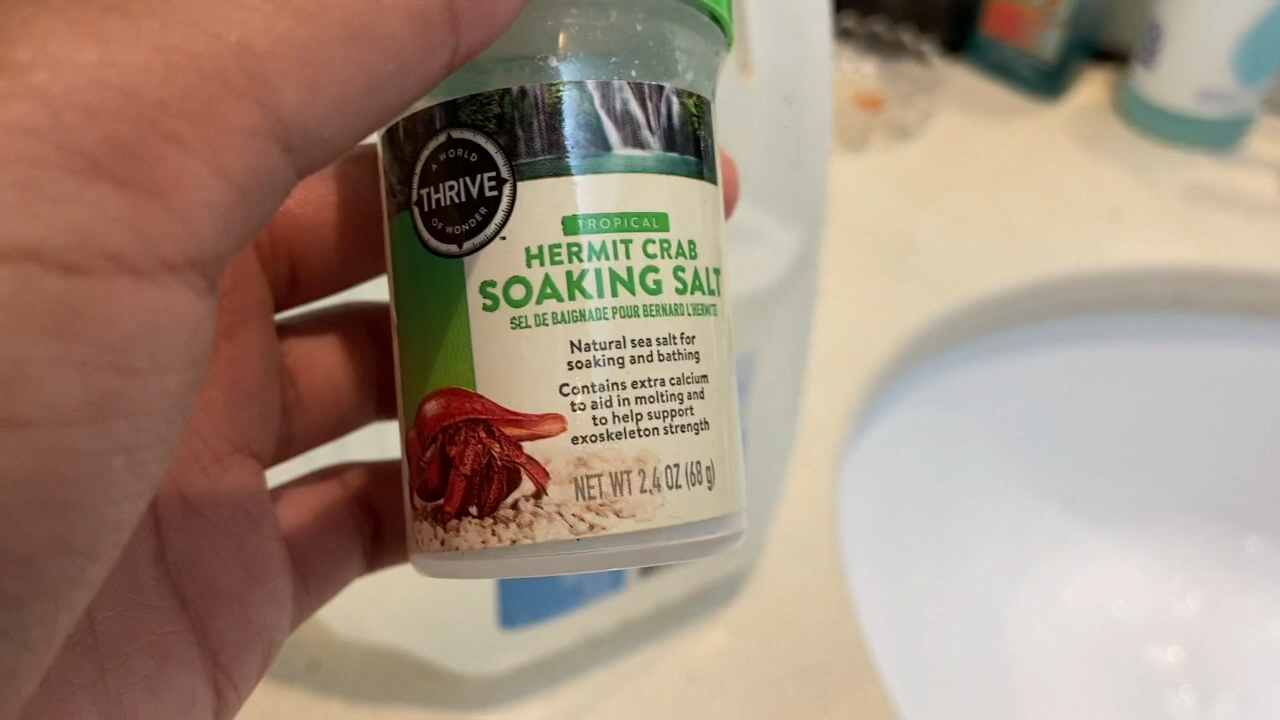 A WORLD
THRIVE
OF WONDER
TROPICAL
HERMIT CRAB
SOAKING SALT
SEL DE BAIGNADE POUR BERNARD L'HERMITE
Natural sea salt for
soaking and bathing
Contains extra calcium
to aid in molting and
to help support
exoskeleton strength
NET WT 2.4 OZ (68 g)